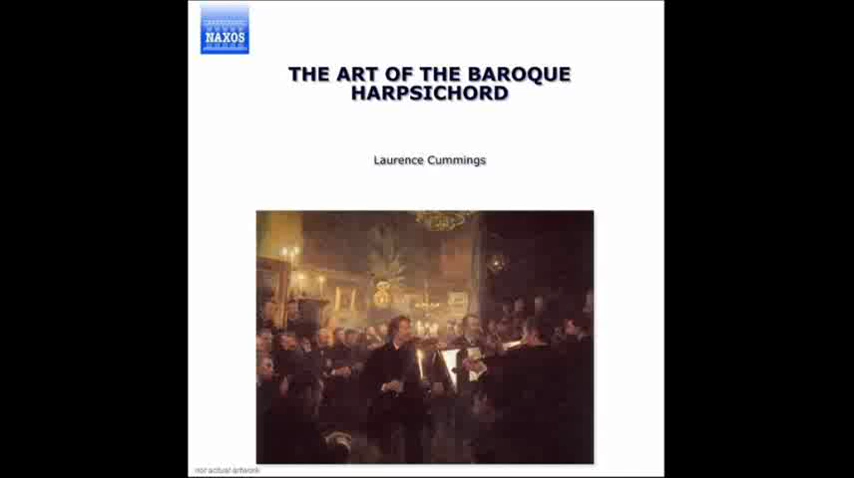 NAXOS
THE ART OF THE BAROQUE
HARPSICHORD
Laurence Cummings
not actual artwork